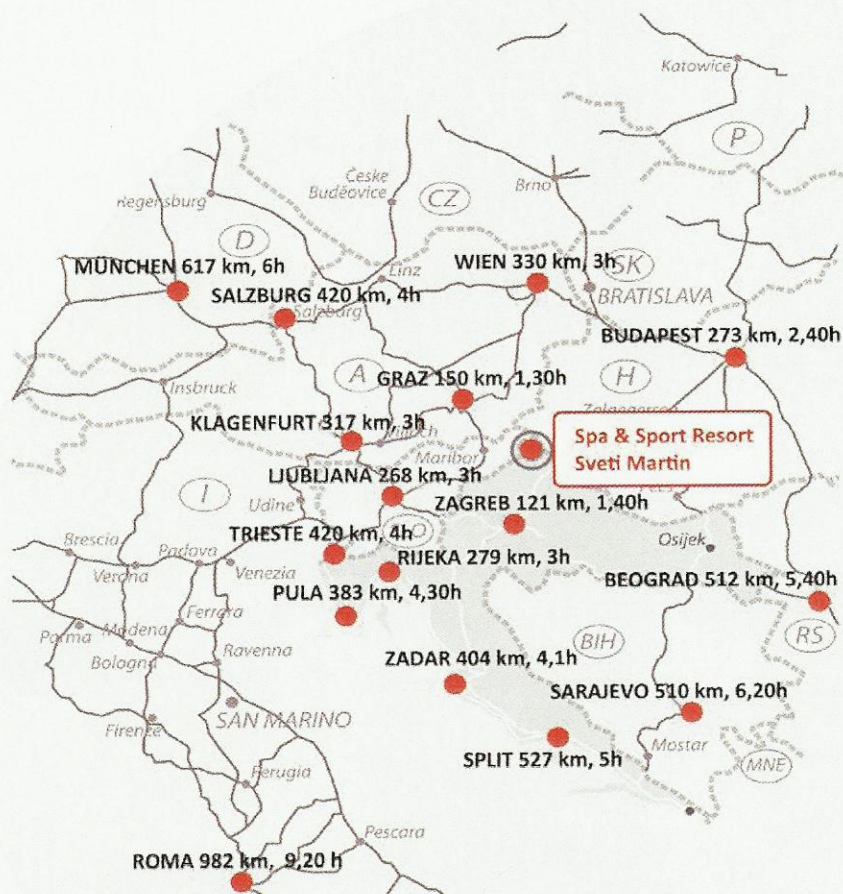 Katowice
P
České
Budějovice
CZ
Brno
Regensburg
D
MÜNCHEN 617 km, 6h
Linz
WIEN 330 km, 3h
SK
SALZBURG 420 km, 4h
Salzburg
BRATISLAVA
BUDAPEST 273 km, 2,40h
Insbruck
A
GRAZ 150 km, 1,30h
H
KLAGENFURT 317 km, 3h
Maribor
Spa & Sport Resort
Sveti Martin
LJUBLJANA 268 km, 3h
I
Udine
ZAGREB 121 km, 1,40h
TRIESTE 420 km, 4h
Brescia
Verona
Padova
Venezia
RIJEKA 279 km, 3h
Osijek
PULA 383 km, 4,30h
BEOGRAD 512 km, 5,40h
Ferrara
Parma
Modena
Bologna
Ravenna
BIH
RS
ZADAR 404 km, 4,1h
SARAJEVO 510 km, 6,20h
SAN MARINO
Firenze
SPLIT 527 km, 5h
Mostar
MNE
Perugia
Pescara
ROMA 982 km, 9,20 h